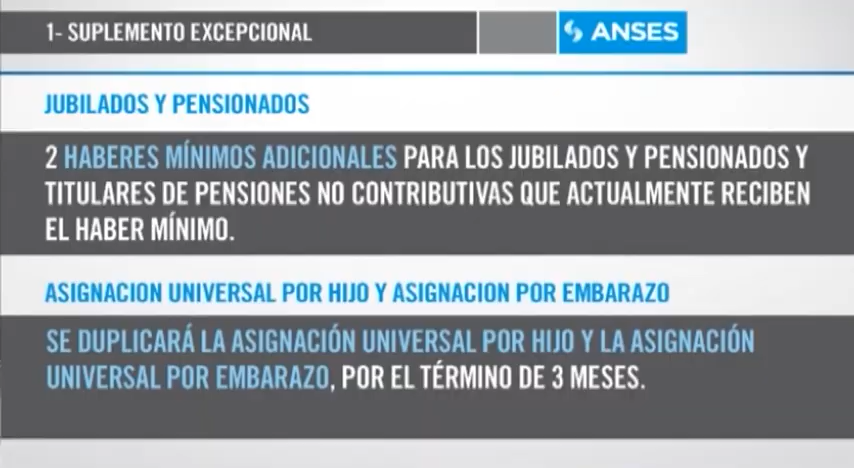 1- SUPLEMENTO EXCEPCIONAL
ANSES
JUBILADOS Y PENSIONADOS
2 HABERES MÍNIMOS ADICIONALES PARA LOS JUBILADOS Y PENSIONADOS Y
TITULARES DE PENSIONES NO CONTRIBUTIVAS QUE ACTUALMENTE RECIBEN
EL HABER MÍNIMO.
ASIGNACION UNIVERSAL POR HIJO Y ASIGNACION POR EMBARAZO
SE DUPLICARÁ LA ASIGNACIÓN UNIVERSAL POR HIJO Y LA ASIGNACIÓN
UNIVERSAL POR EMBARAZO, POR EL TÉRMINO DE 3 MESES.